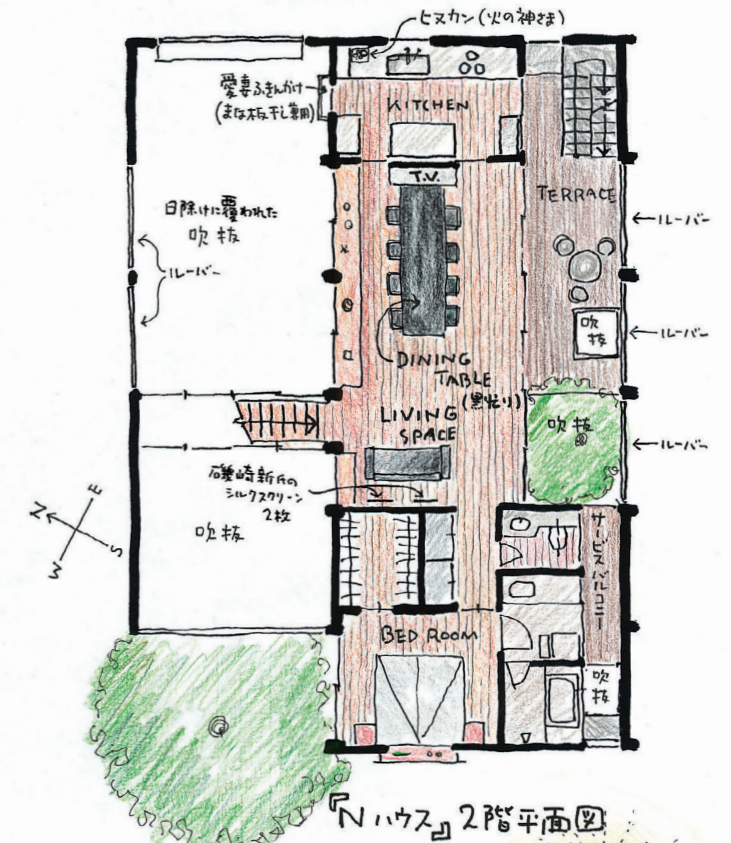 ヒヌカン(火の神さま)
愛妻ふきんかけ
(まな板干し兼用)
KITCHEN
T.V.
TERRACE
日除けに覆われた
吹抜
ルーバー
ルーバー
吹
抜
ルーバー
DINING
TABLE
(黒光り)
LIVING
SPACE
吹抜
ルーバー
磯崎新氏の
シルクスクリーン
2枚
N
E
S
W
吹抜
サービスバルコニー
BED ROOM
吹
抜
『Nハウス』2階平面図